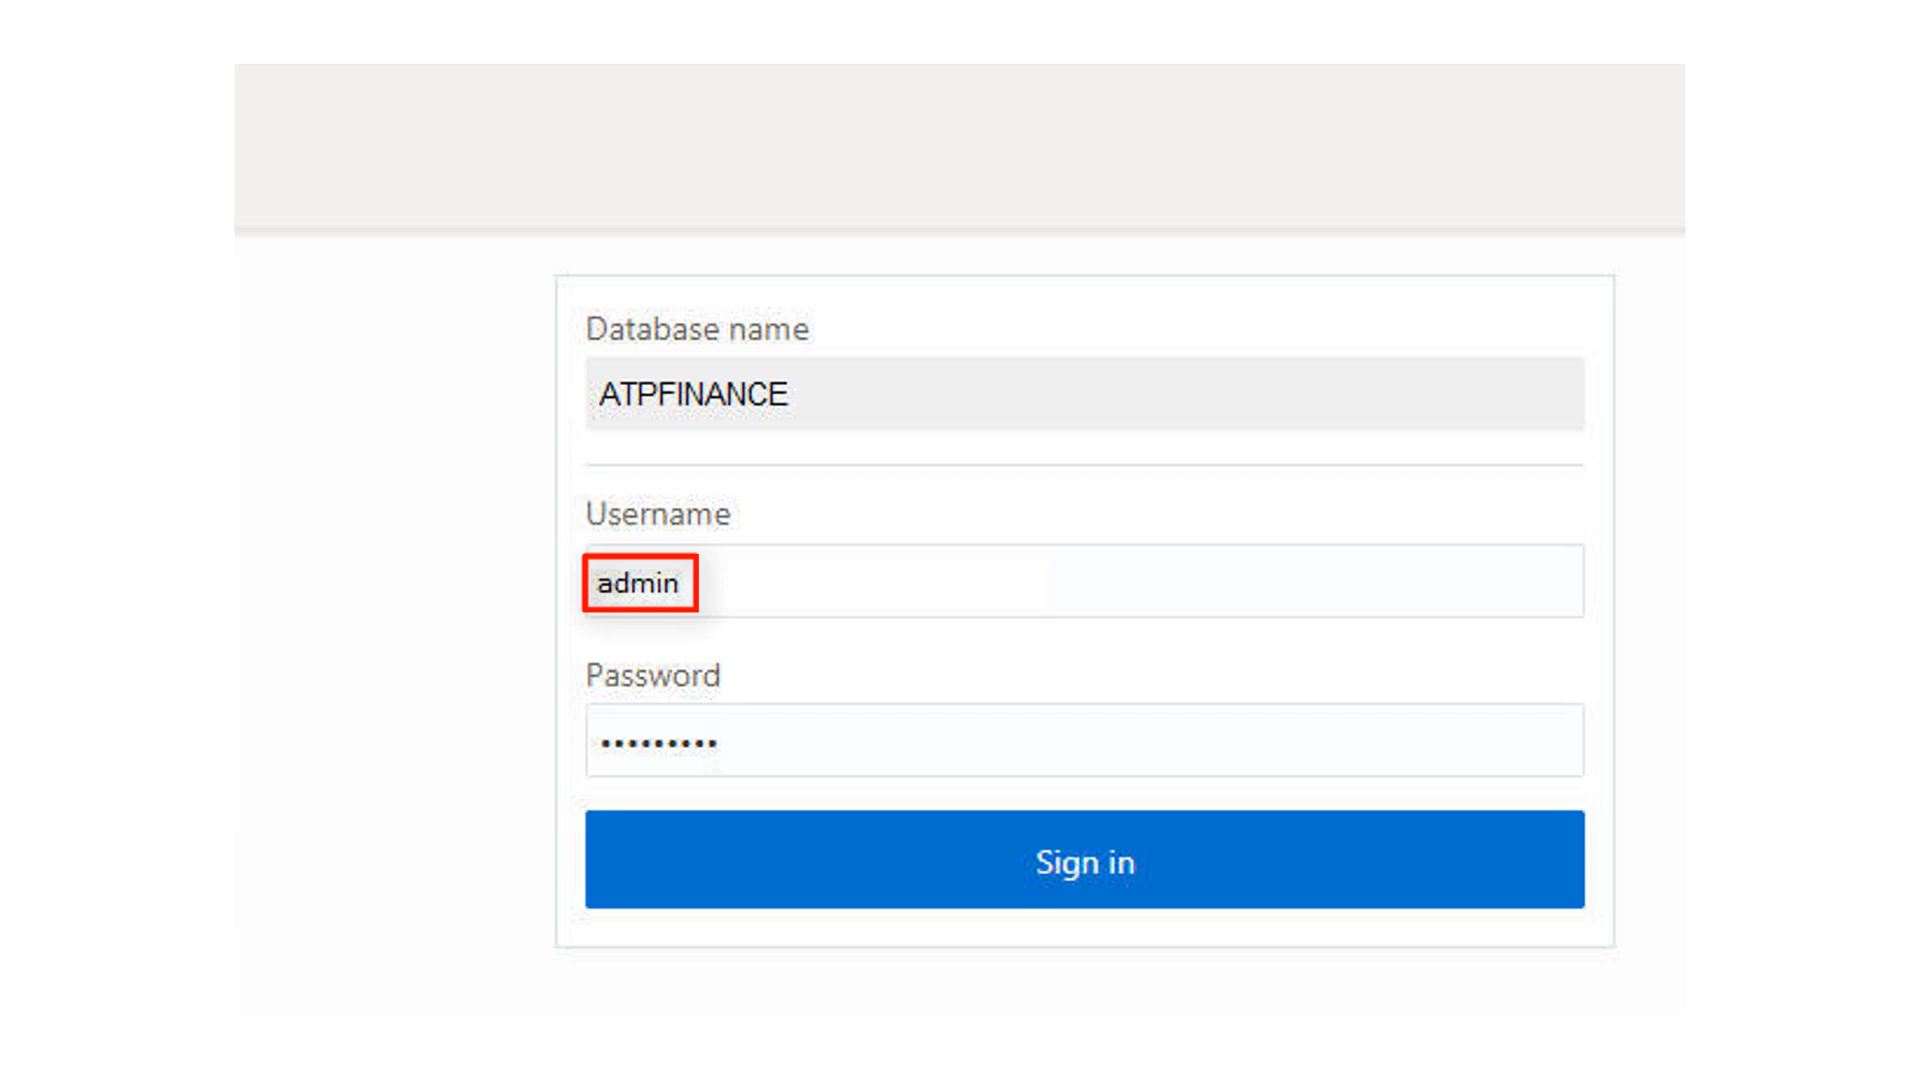 Database name
ATPFINANCE
Username
admin
Password
•••••••••
Sign in